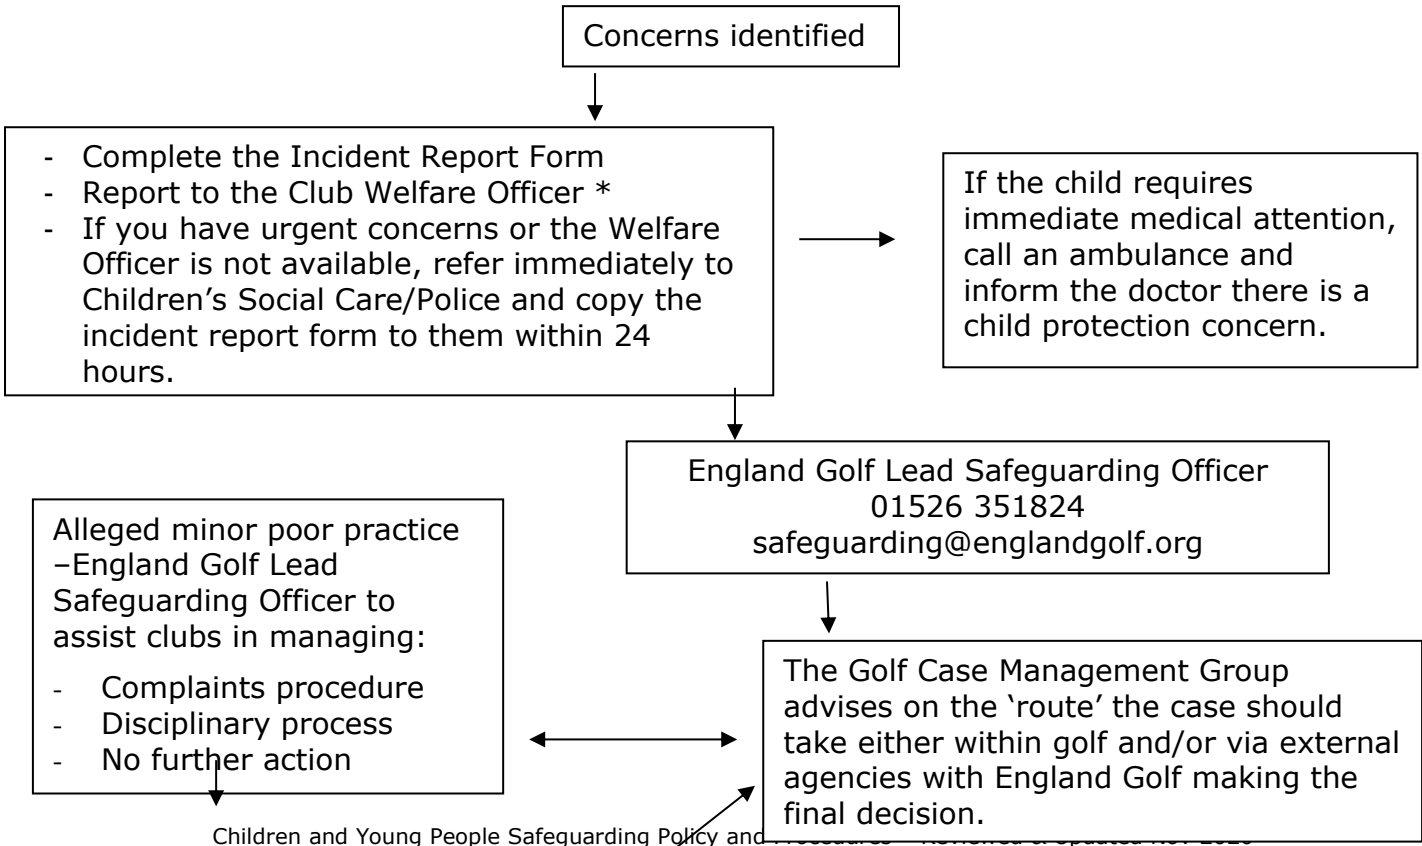 Concerns identified
- Complete the Incident Report Form
- Report to the Club Welfare Officer *
- If you have urgent concerns or the Welfare
Officer is not available, refer immediately to
Children's Social Care/Police and copy the
incident report form to them within 24
hours.
If the child requires
immediate medical attention,
call an ambulance and
inform the doctor there is a
child protection concern.
England Golf Lead Safeguarding Officer
01526 351824
safeguarding@englandgolf.org
Alleged minor poor practice
–England Golf Lead
Safeguarding Officer to
assist clubs in managing:
- Complaints procedure
- Disciplinary process
- No further action
The Golf Case Management Group
advises on the ‘route’ the case should
take either within golf and/or via external
agencies with England Golf making the
final decision.
Children and Young People Safeguarding Policy and